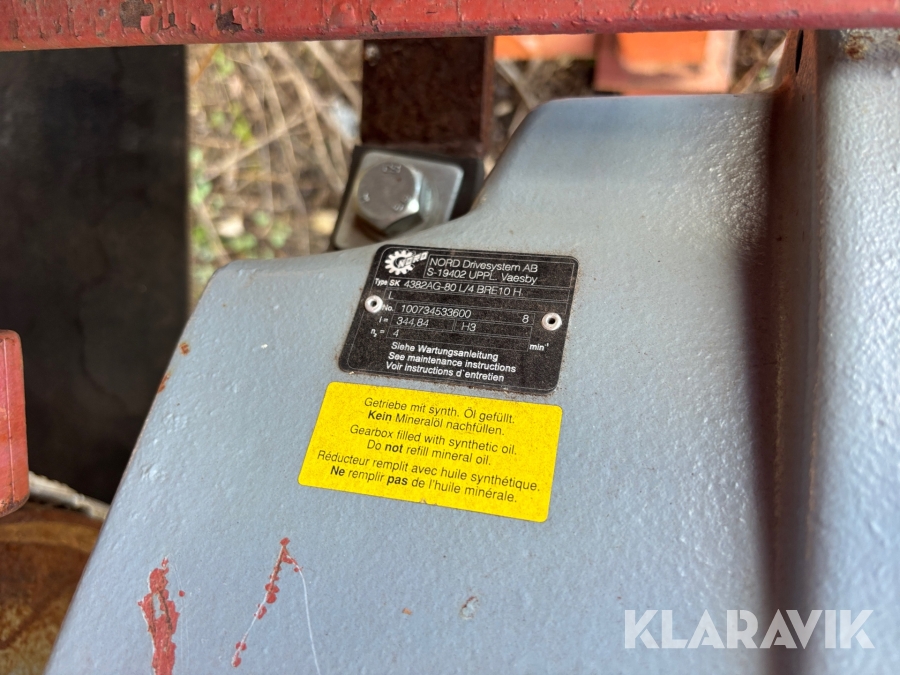 NORD
NORD Drivesystem AB
S-19402 UPPL. Vaesby
Type SK 4382AG-80 L/4 BRE10 H
L
No. 100734533600 8
i = 344,84 H3
n₂ = 4 min⁻¹
Siehe Wartungsanleitung
See maintenance instructions
Voir Instructions d'entretien
Getriebe mit synth. Öl gefüllt.
Kein Mineralöl nachfüllen.
Gearbox filled with synthetic oil.
Do not refill mineral oil.
Réducteur remplit avec huile synthétique.
Ne remplir pas de l'huile minérale.
KLARAVIK